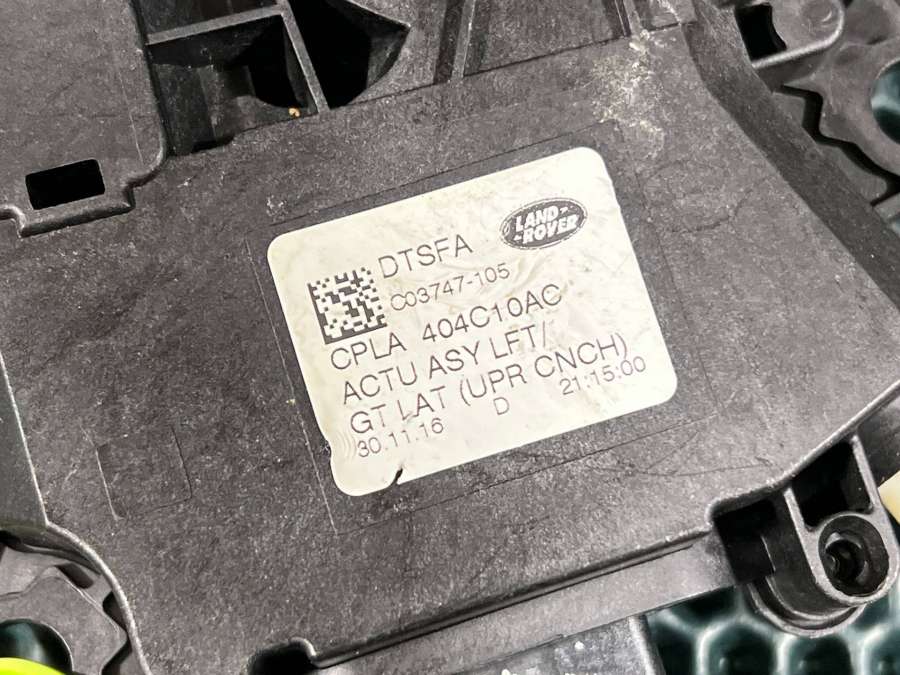 LAND
ROVER
DTSFA
C03747-105
CPLA 404C10AC
ACTU ASY LFT/
GT LAT (UPR CNCH)
30.11.16 D 21:15:00